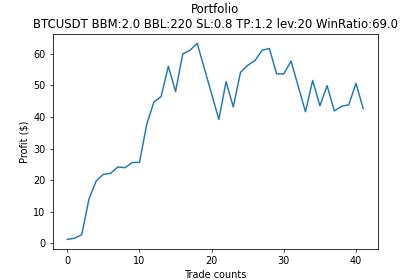 Portfolio
BTCUSDT BBM:2.0 BBL:220 SL:0.8 TP:1.2 lev:20 WinRatio:69.0
Profit ($)
60
50
40
30
20
10
0
0 10 20 30 40
Trade counts